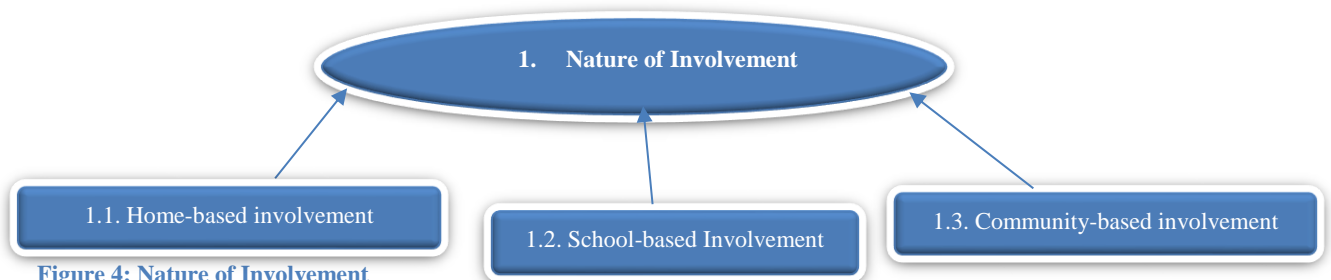 1. Nature of Involvement
1.1. Home-based involvement
1.2. School-based Involvement
1.3. Community-based involvement
Figure 4: Nature of Involvement